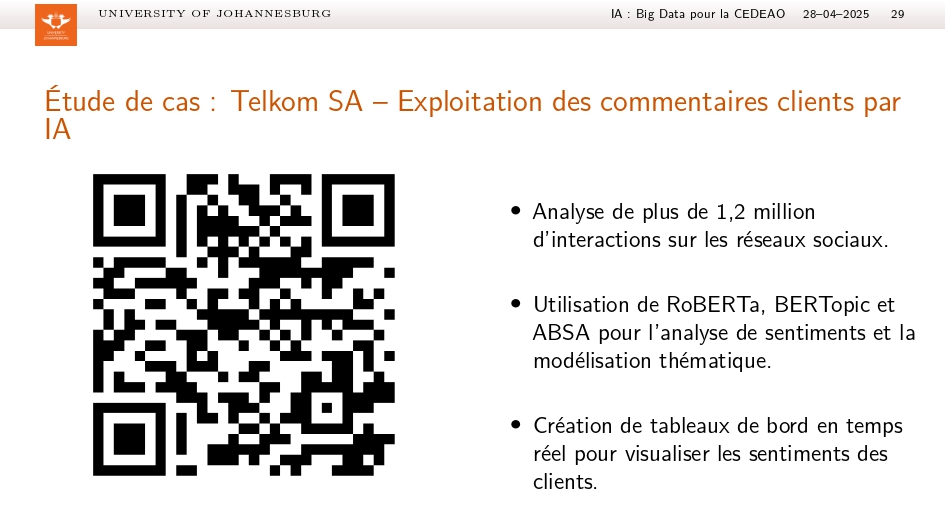 UNIVERSITY OF JOHANNESBURG
IA : Big Data pour la CEDEAO 28–04–2025 29
UNIVERSITY
JOHANNESBURG
Étude de cas : Telkom SA – Exploitation des commentaires clients par
IA
• Analyse de plus de 1,2 million
d'interactions sur les réseaux sociaux.
• Utilisation de RoBERTa, BERTopic et
ABSA pour l'analyse de sentiments et la
modélisation thématique.
• Création de tableaux de bord en temps
réel pour visualiser les sentiments des
clients.